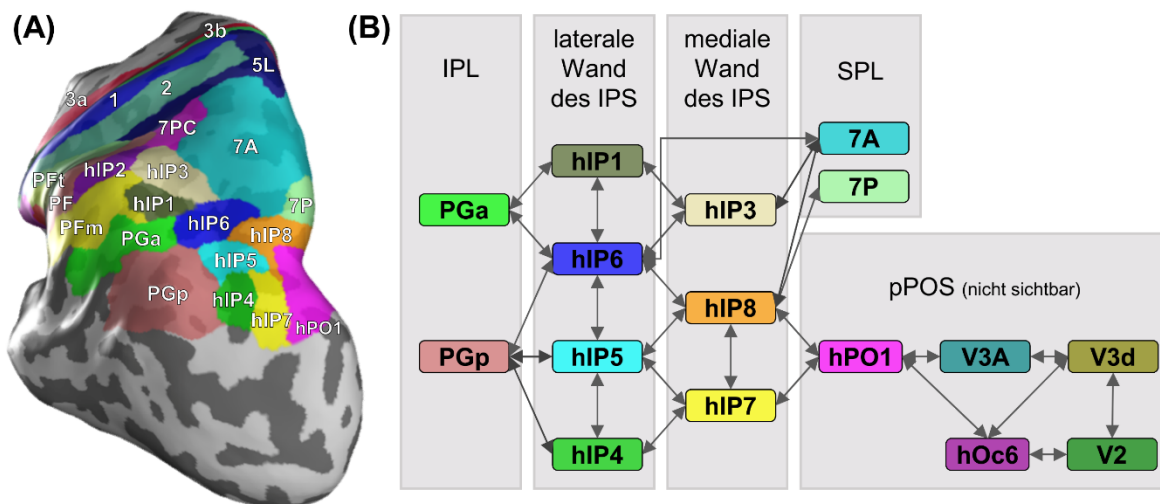 (A)
3b
5L
2
1
3a
7PC
7A
hIP2
hIP3
PFt
PF
hIP1
7P
PFm
PGa
hIP6
hIP8
hIP5
PGp
hIP4
hIP7
hPO1
(B)
IPL
laterale
Wand
des IPS
mediale
Wand
des IPS
SPL
hIP1
7A
7P
PGa
hIP3
hIP6
hIP8
pPOS (nicht sichtbar)
PGp
hIP5
hPO1
V3A
V3d
hIP7
hIP4
hOc6
V2